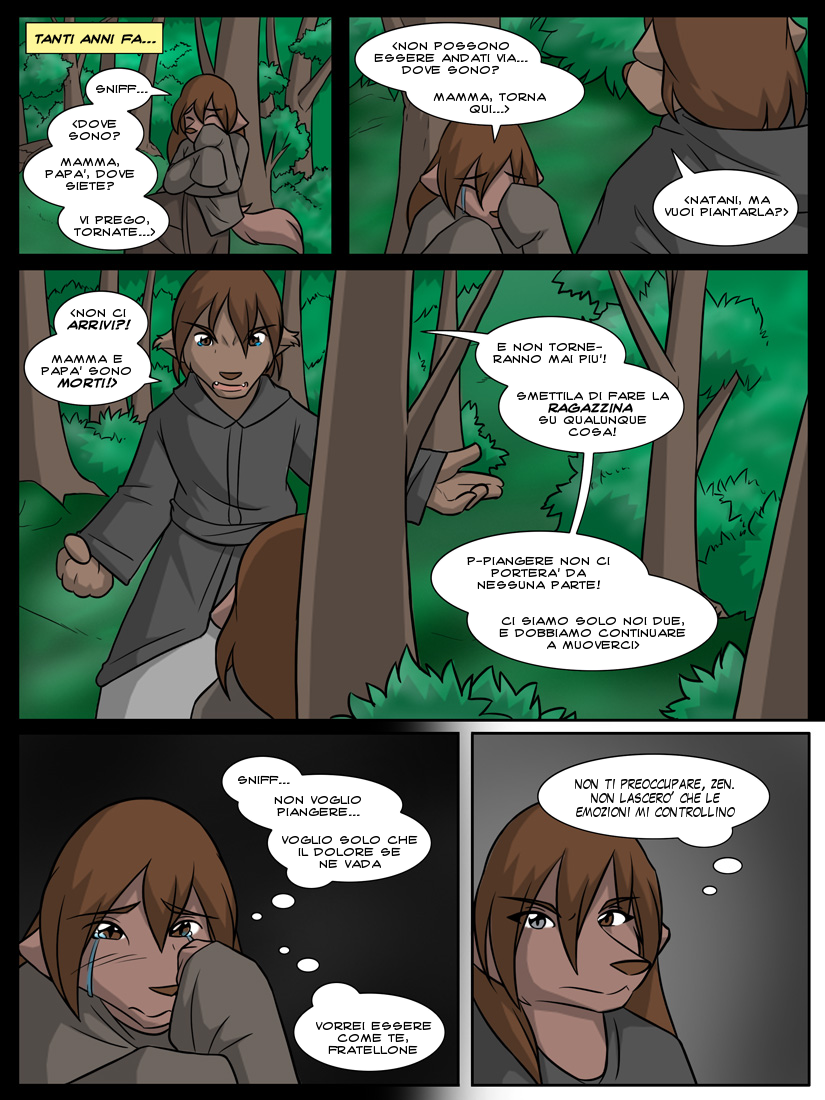 TANTI ANNI FA...
SNIFF...
<DOVE
SONO?
MAMMA,
PAPA', DOVE
SIETE?
VI PREGO,
TORNATE...>
<NON POSSONO
ESSERE ANDATI VIA...
DOVE SONO?
MAMMA, TORNA
QUI...>
<NATANI, MA
VUOI PIANTARLA?>
<NON CI
ARRIVI?!
MAMMA E
PAPA' SONO
MORTI!>
E NON TORNE-
RANNO MAI PIU'!
SMETTILA DI FARE LA
RAGAZZINA
SU QUALUNQUE
COSA!
P-PIANGERE NON CI
PORTERA' DA
NESSUNA PARTE!
CI SIAMO SOLO NOI DUE,
E DOBBIAMO CONTINUARE
A MUOVERCI>
SNIFF...
NON VOGLIO
PIANGERE...
VOGLIO SOLO CHE
IL DOLORE SE
NE VADA
VORREI ESSERE
COME TE,
FRATELLONE
NON TI PREOCCUPARE, ZEN.
NON LASCERO' CHE LE
EMOZIONI MI CONTROLLINO